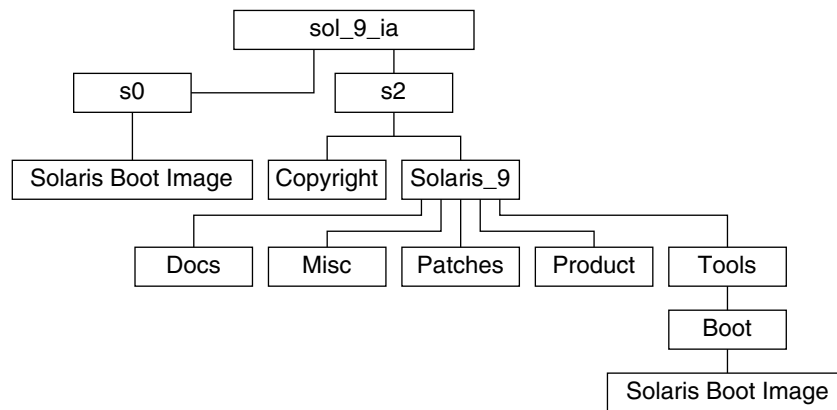 sol_9_ia
s0
s2
Solaris Boot Image
Copyright
Solaris_9
Docs
Misc
Patches
Product
Tools
Boot
Solaris Boot Image